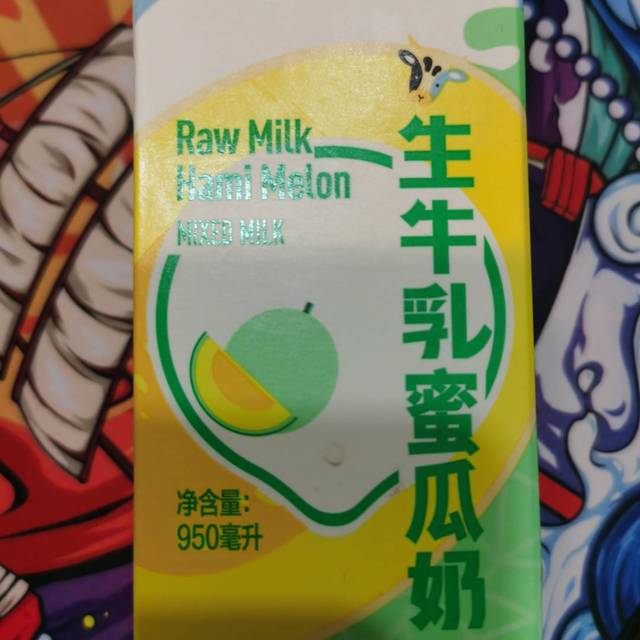 Raw Milk
Hami Melon
MIXED MILK
生牛乳蜜瓜奶
净含量:
950毫升